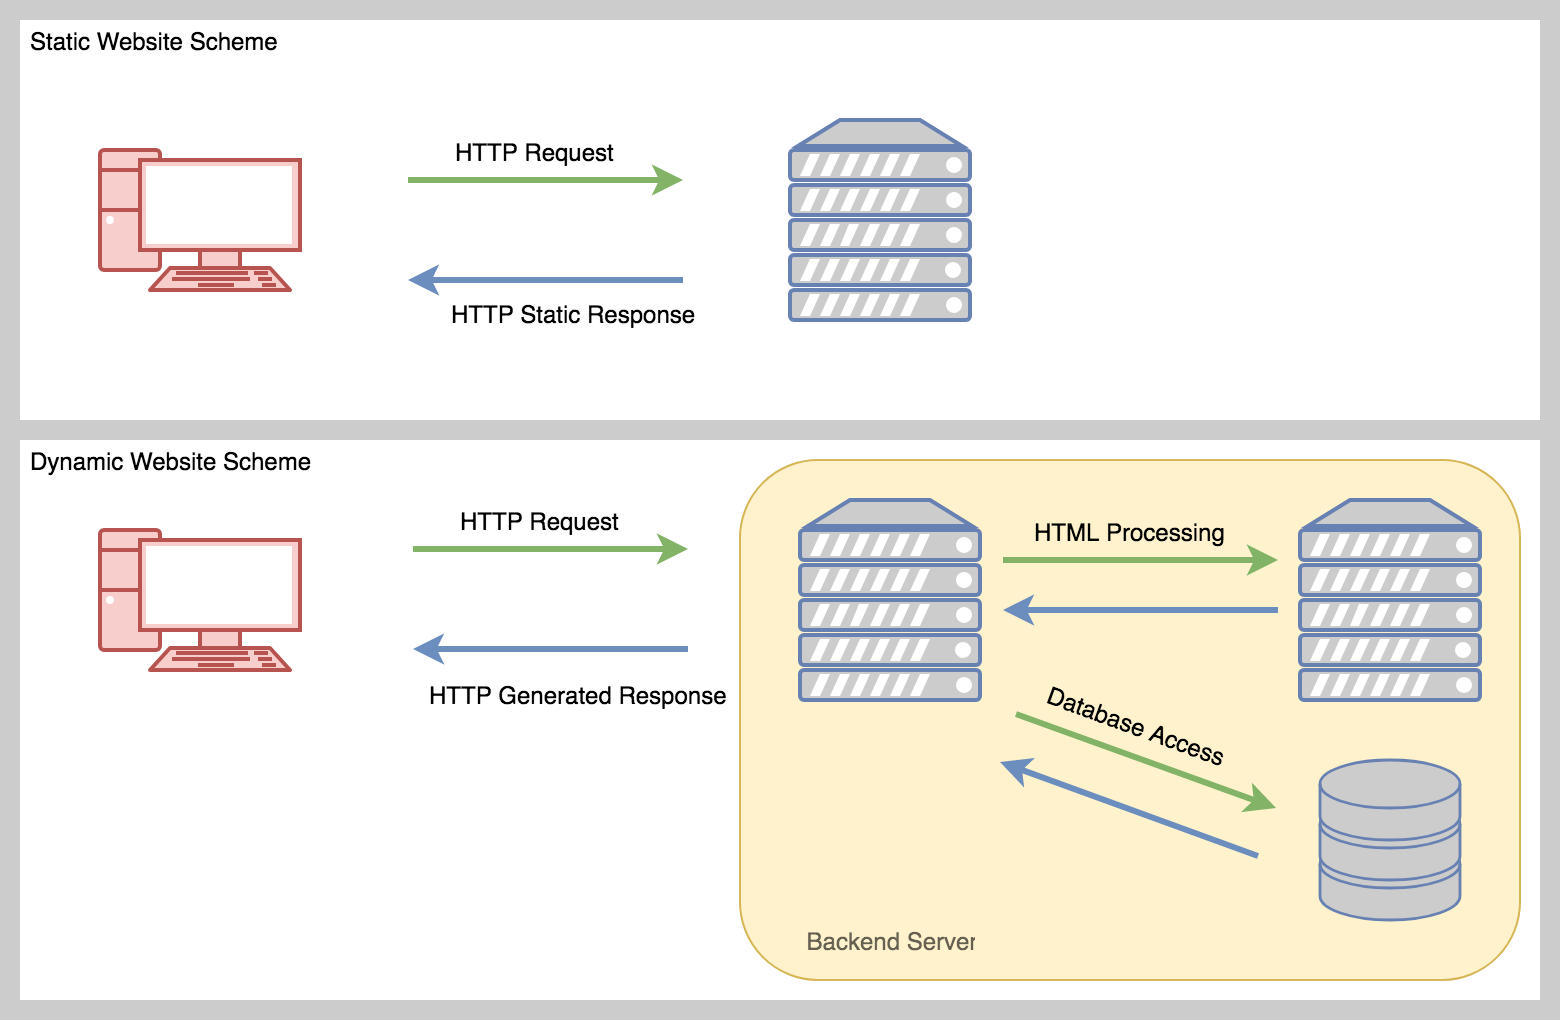 Static Website Scheme
HTTP Request
HTTP Static Response
Dynamic Website Scheme
HTTP Request
HTML Processing
HTTP Generated Response
Database Access
Backend Server